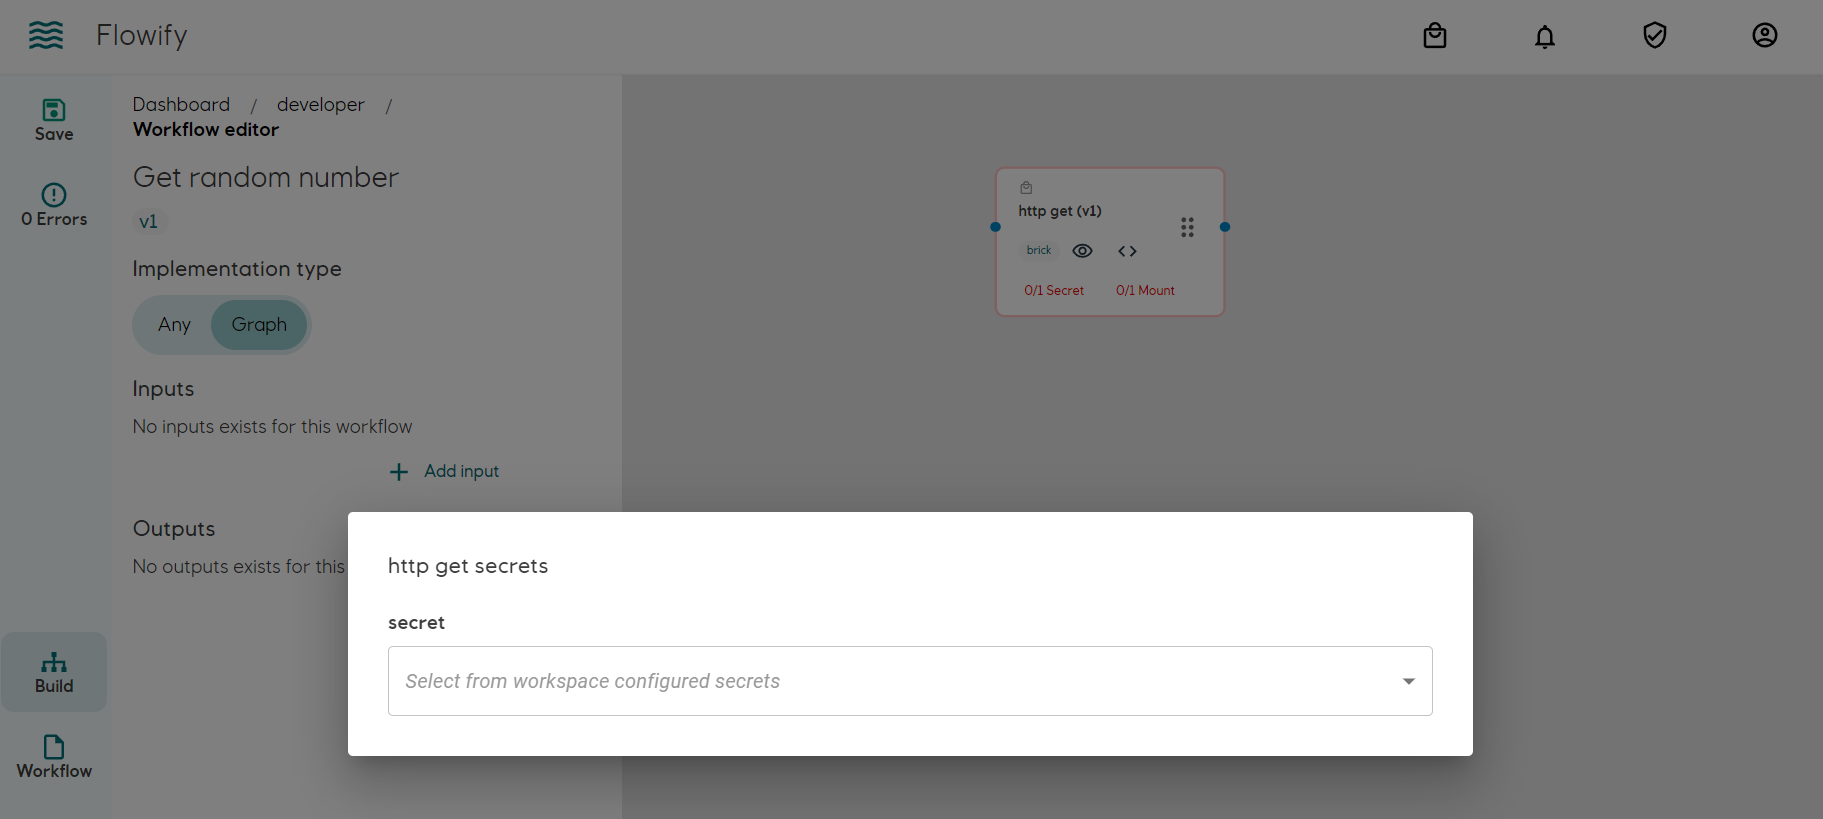 Flowify
Save
0 Errors
Dashboard / developer /
Workflow editor
Get random number
v1
Implementation type
Any
Graph
Inputs
No inputs exists for this workflow
Add input
Outputs
No outputs exists for this
Build
Workflow
http get (v1)
brick
0/1 Secret
0/1 Mount
http get secrets
secret
Select from workspace configured secrets